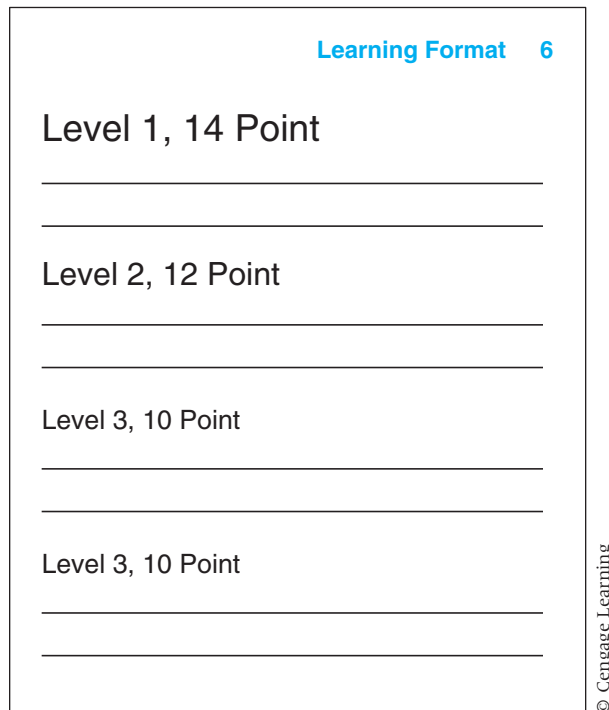 Learning Format 6
Level 1, 14 Point
Level 2, 12 Point
Level 3, 10 Point
Level 3, 10 Point
© Cengage Learning